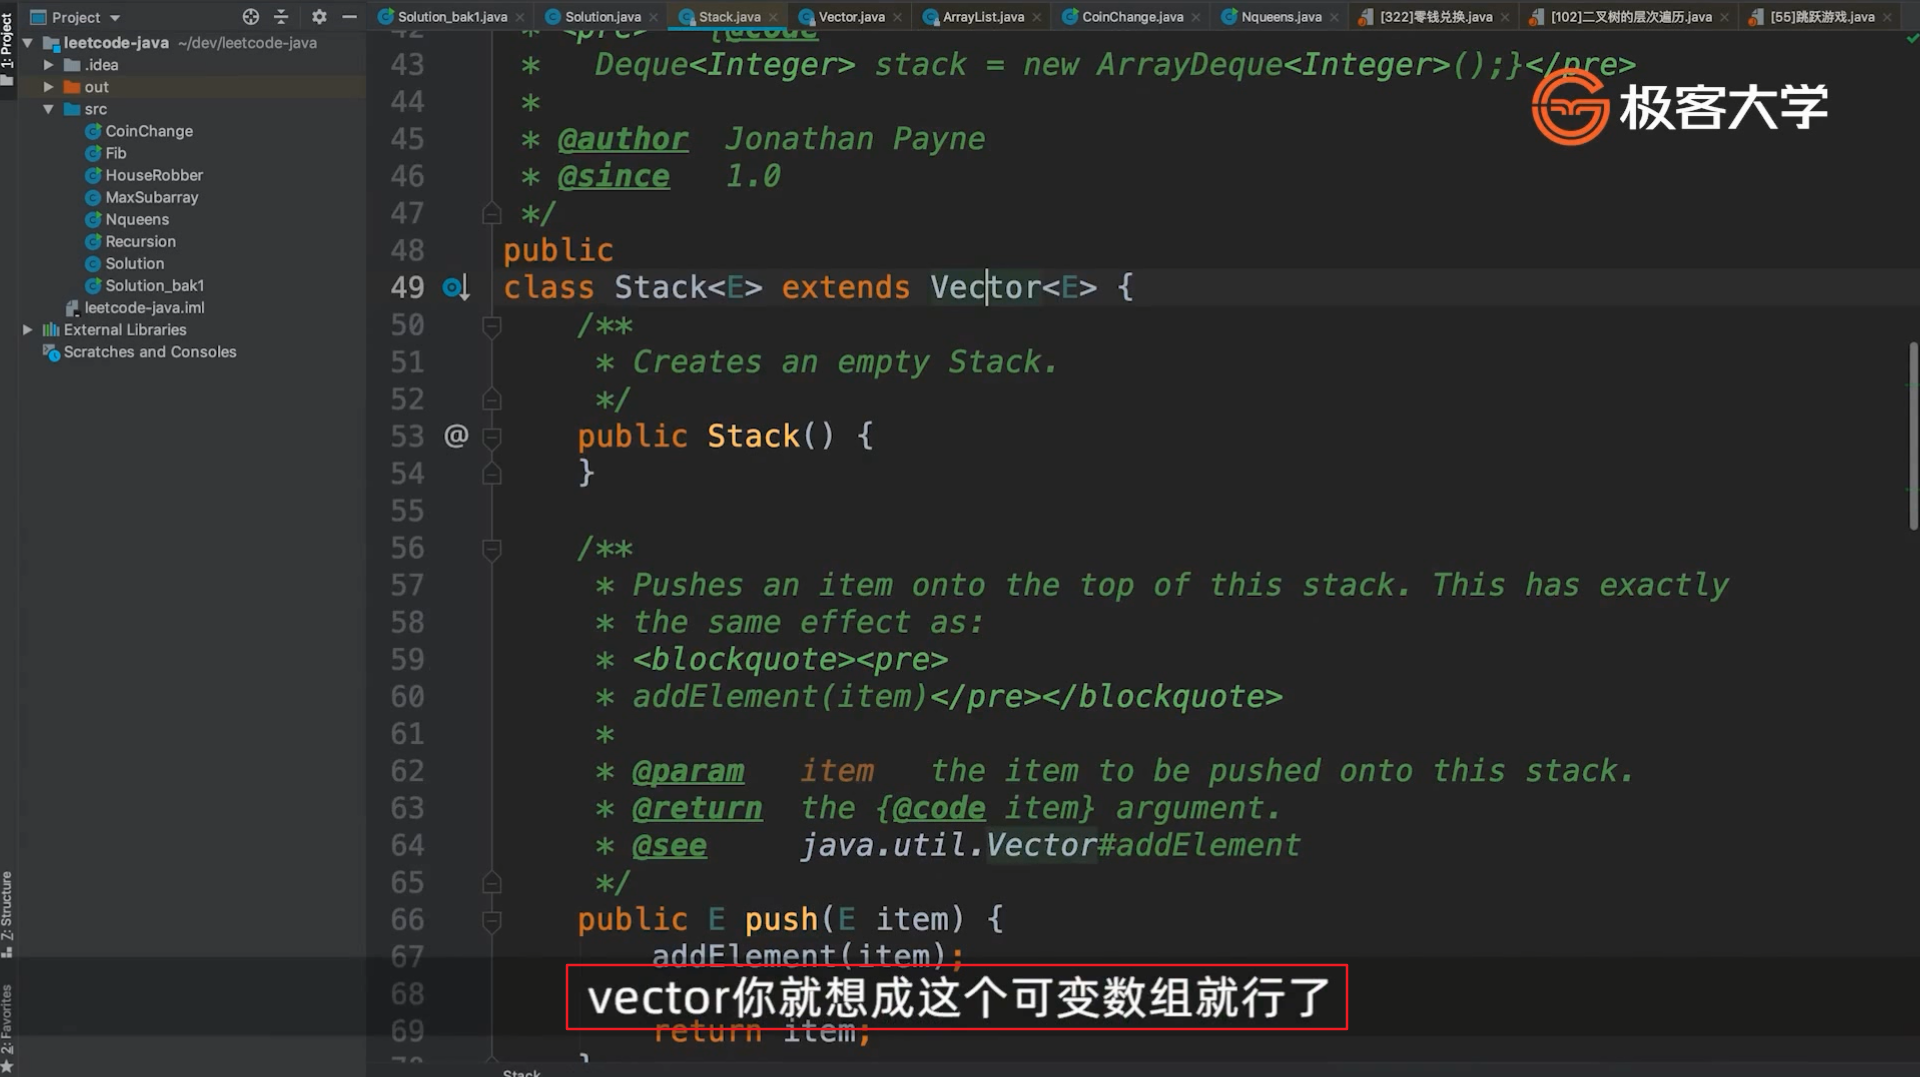 Project
Solution_bak1.java
Solution.java
Stack.java
Vector.java
ArrayList.java
CoinChange.java
Nqueens.java
[322]零钱兑换.java
[102]二叉树的层次遍历.java
[55]跳跃游戏.java
1: Project
leetcode-java ~/dev/leetcode-java
.idea
out
src
CoinChange
Fib
HouseRobber
MaxSubarray
Nqueens
Recursion
Solution
Solution_bak1
leetcode-java.iml
External Libraries
Scratches and Consoles
Z: Structure
2: Favorites
极客大学
42 * <pre> {@code
43 * Deque<Integer> stack = new ArrayDeque<Integer>();}</pre>
44 *
45 * @author Jonathan Payne
46 * @since 1.0
47 */
48 public
49 class Stack<E> extends Vector<E> {
50 /**
51 * Creates an empty Stack.
52 */
53 @ public Stack() {
54 }
55
56 /**
57 * Pushes an item onto the top of this stack. This has exactly
58 * the same effect as:
59 * <blockquote><pre>
60 * addElement(item)</pre></blockquote>
61 *
62 * @param item the item to be pushed onto this stack.
63 * @return the {@code item} argument.
64 * @see java.util.Vector#addElement
65 */
66 public E push(E item) {
67 addElement(item);
68
vector你就想成这个可变数组就行了
69 return item;
70 }
Stack